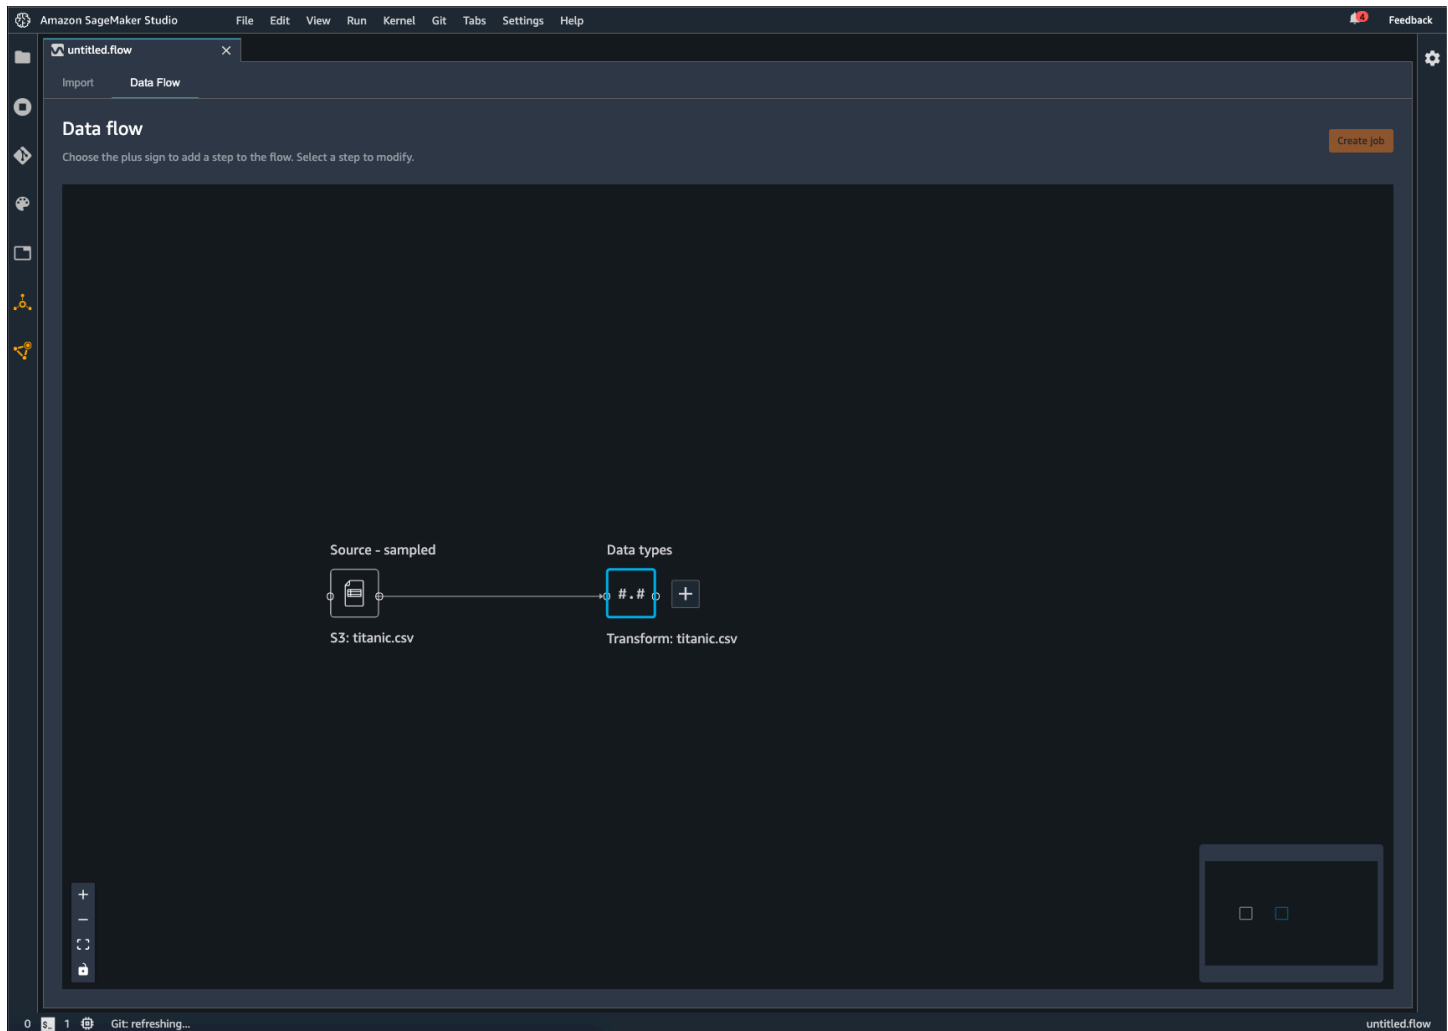 Amazon SageMaker Studio File Edit View Run Kernel Git Tabs Settings Help 4 Feedback
untitled.flow
Import Data Flow
Data flow
Create job
Choose the plus sign to add a step to the flow. Select a step to modify.
Source - sampled Data types
#.#
S3: titanic.csv Transform: titanic.csv
0 $_ 1 Git: refreshing... untitled.flow